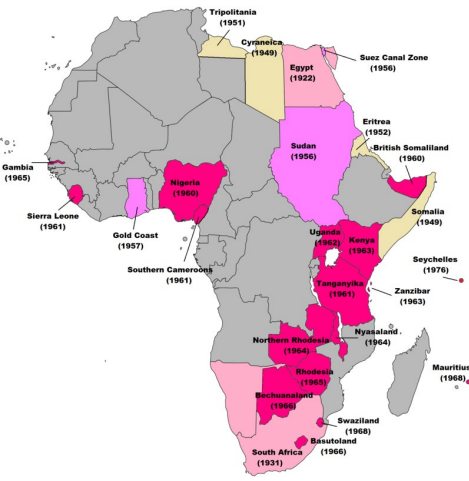 Tripolitania
(1951)
Cyraneica
(1949)
Egypt
(1922)
Suez Canal Zone
(1956)
Eritrea
(1952)
British Somaliland
(1960)
Sudan
(1956)
Gambia
(1965)
Nigeria
(1960)
Sierra Leone
(1961)
Gold Coast
(1957)
Southern Cameroons
(1961)
Somalia
(1949)
Uganda
(1962)
Kenya
(1963)
Seychelles
(1976)
Tanganyika
(1961)
Zanzibar
(1963)
Nyasaland
(1964)
Northern Rhodesia
(1964)
Rhodesia
(1965)
Mauritius
(1968)
Bechuanaland
(1966)
Swaziland
(1968)
Basutoland
(1966)
South Africa
(1931)